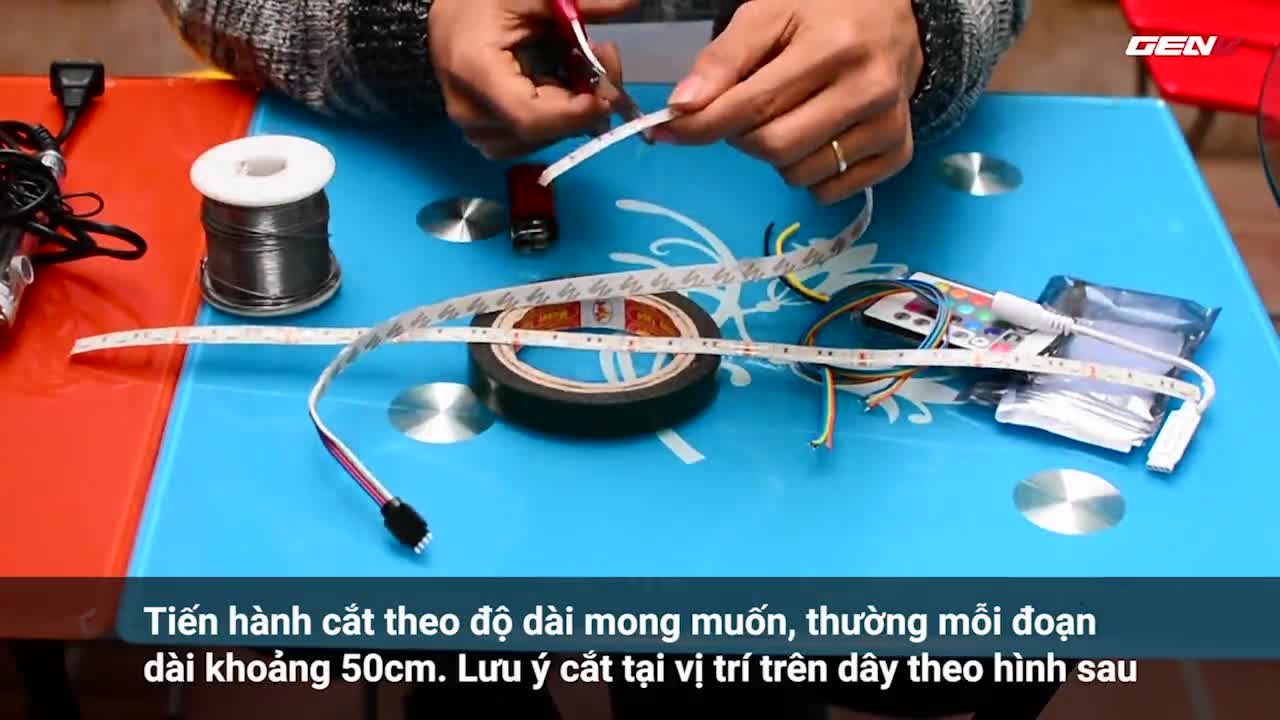 GENK
Tiến hành cắt theo độ dài mong muốn, thường mỗi đoạn
dài khoảng 50cm. Lưu ý cắt tại vị trí trên dây theo hình sau